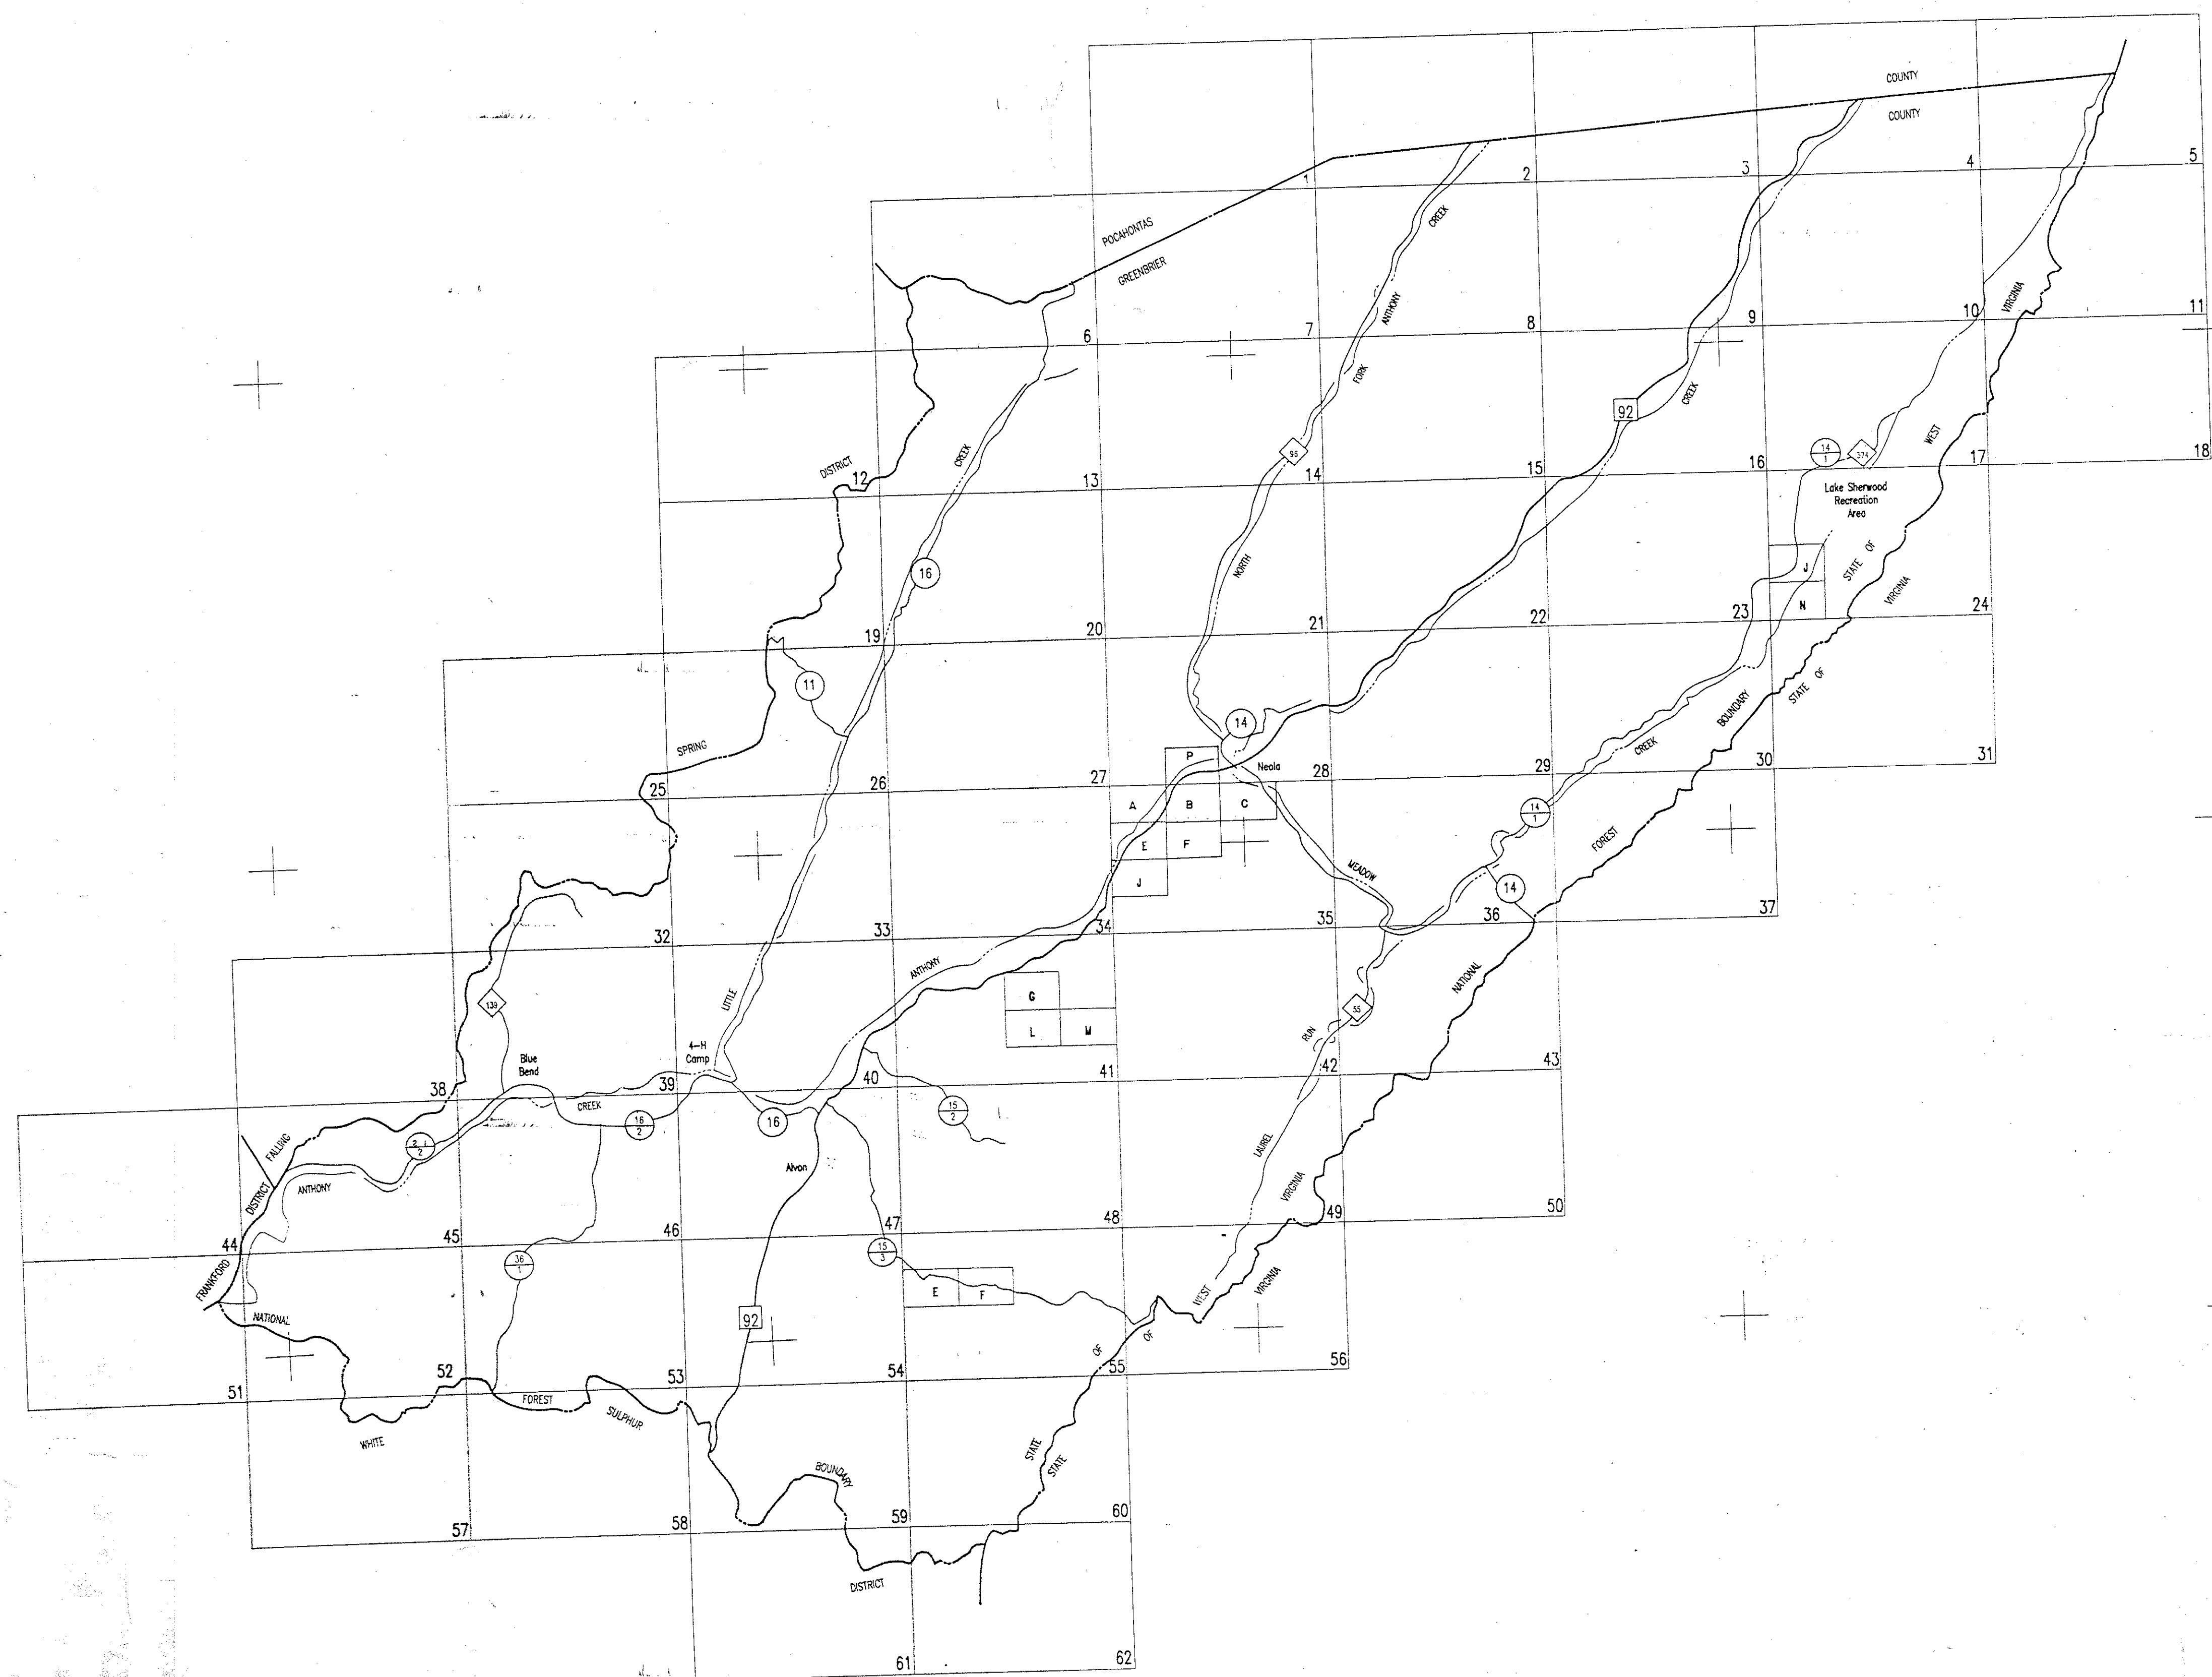 COUNTY
COUNTY
1
2
3
4
5
POCAHONTAS
GREENBRIER
CREEK
ANTHONY
FORK
NORTH
6
7
8
9
10
11
VIRGINIA
WEST
STATE OF
VIRGINIA
STATE OF
DISTRICT
CREEK
96
92
CREEK
14
1
374
12
13
14
15
16
17
18
Lake Sherwood
Recreation
Area
J
N
16
19
20
21
22
23
24
11
SPRING
14
P
Neola
BOUNDARY
CREEK
25
26
27
28
29
30
31
A
B
C
E
F
J
14
1
FOREST
MEADOW
14
32
33
34
35
36
37
ANTHONY
NATIONAL
G
L
M
139
LITTLE
55
RUN
Blue
Bend
4-H
Camp
38
39
40
41
42
43
CREEK
16
2
16
15
2
2
FALLING
DISTRICT
ANTHONY
Alvon
LAUREL
VIRGINIA
44
45
46
47
48
49
50
FRANKFORD
36
1
15
3
E
F
WEST
VIRGINIA
NATIONAL
92
OF
OF
51
52
53
54
55
56
FOREST
SULPHUR
WHITE
BOUNDARY
STATE
STATE
57
58
59
60
DISTRICT
61
62